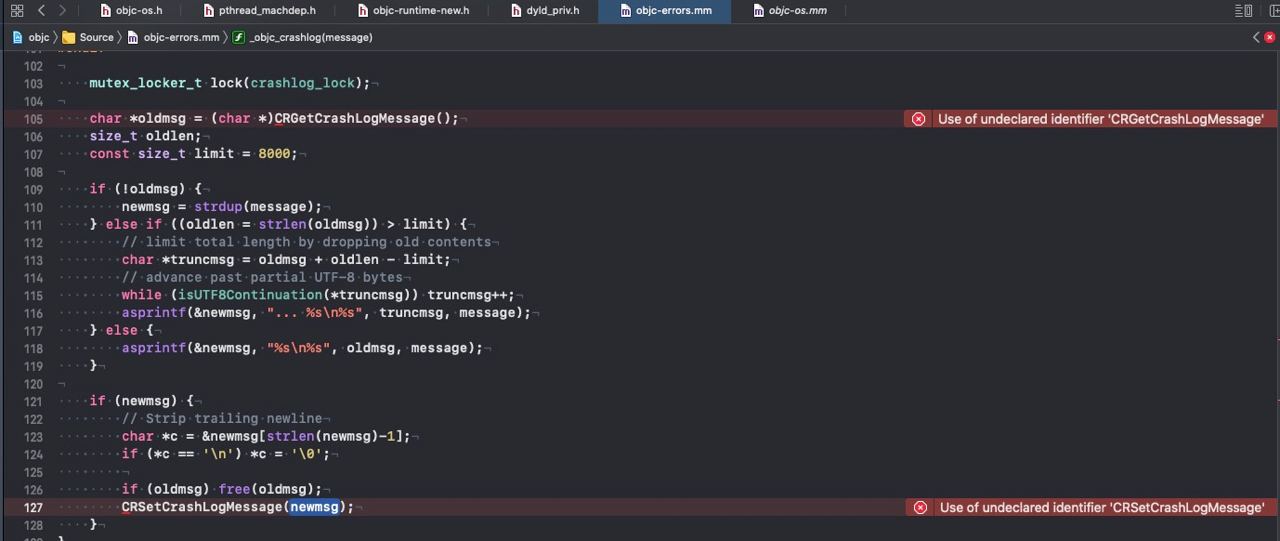 objc-os.h pthread_machdep.h objc-runtime-new.h dyld_priv.h objc-errors.mm objc-os.mm
objc Source objc-errors.mm _objc_crashlog(message)
102
103 mutex_locker_t lock(crashlog_lock);
104
105 char *oldmsg = (char *)CRGetCrashLogMessage(); Use of undeclared identifier 'CRGetCrashLogMessage'
106 size_t oldlen;
107 const size_t limit = 8000;
108
109 if (!oldmsg) {
110 newmsg = strdup(message);
111 } else if ((oldlen = strlen(oldmsg)) > limit) {
112 // limit total length by dropping old contents
113 char *truncmsg = oldmsg + oldlen - limit;
114 // advance past partial UTF-8 bytes
115 while (isUTF8Continuation(*truncmsg)) truncmsg++;
116 asprintf(&newmsg, "... %s\n%s", truncmsg, message);
117 } else {
118 asprintf(&newmsg, "%s\n%s", oldmsg, message);
119 }
120
121 if (newmsg) {
122 // Strip trailing newline
123 char *c = &newmsg[strlen(newmsg)-1];
124 if (*c == '\n') *c = '\0';
125
126 if (oldmsg) free(oldmsg);
127 CRSetCrashLogMessage(newmsg); Use of undeclared identifier 'CRSetCrashLogMessage'
128 }